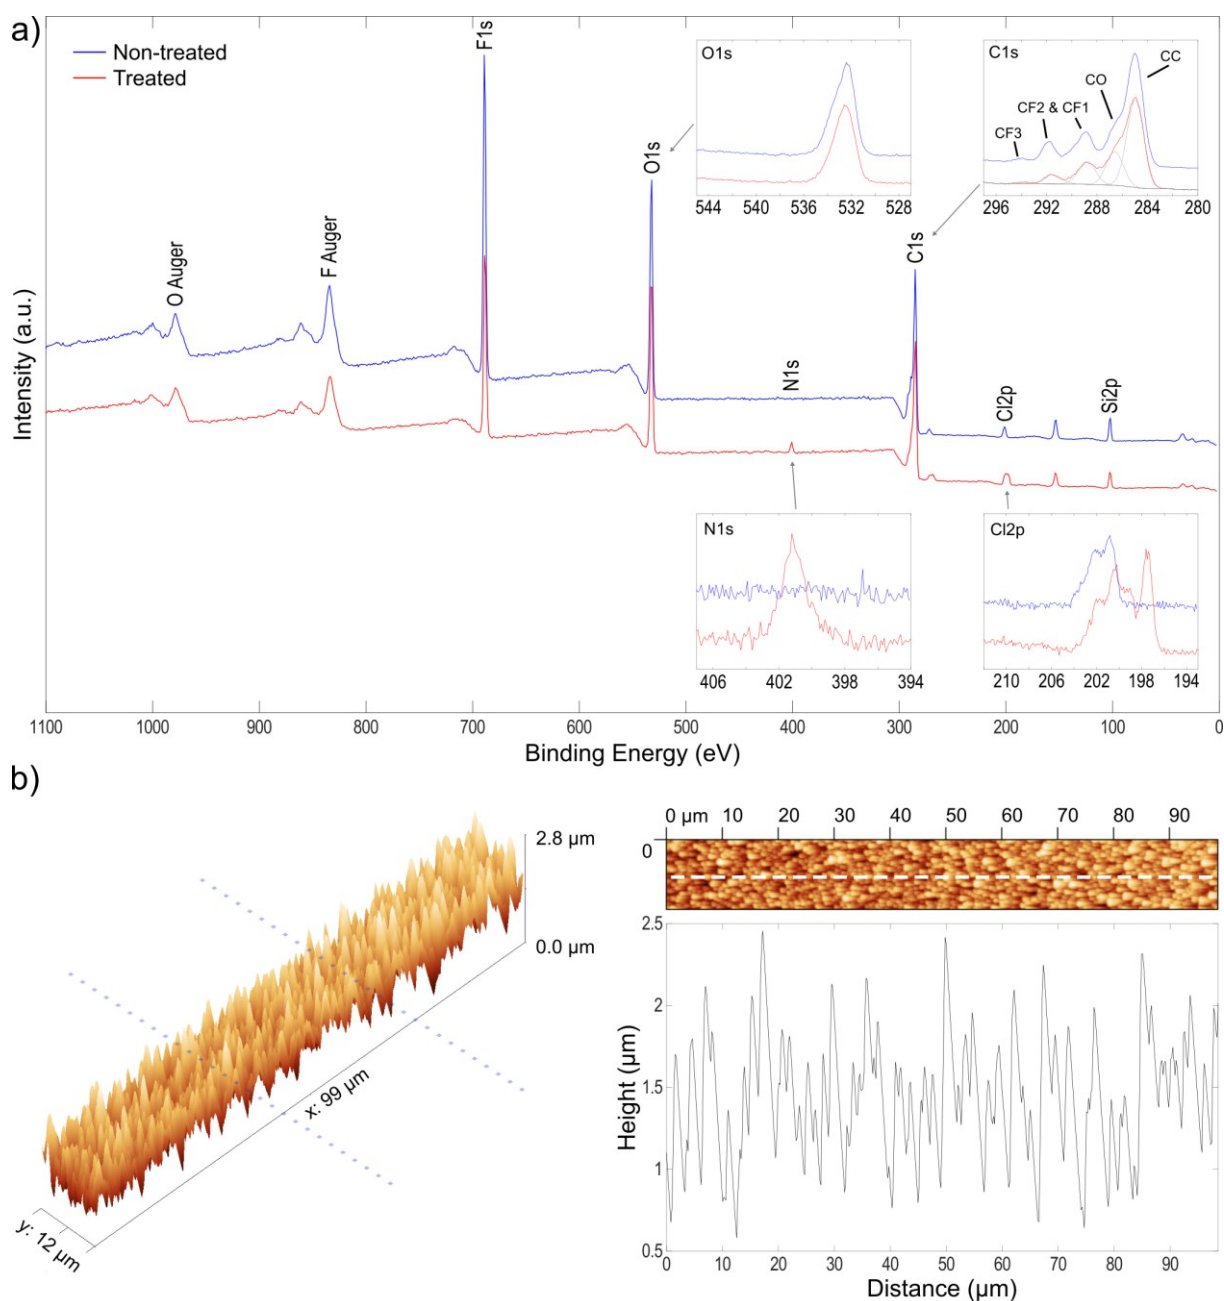 a)
Non-treated
Treated
F1s
O1s
C1s
O Auger
F Auger
N1s
Cl2p
Si2p
O1s
544 540 536 532 528
C1s
CC
CO
CF2 & CF1
CF3
296 292 288 284 280
N1s
406 402 398 394
Cl2p
210 206 202 198 194
Intensity (a.u.)
1100 1000 900 800 700 600 500 400 300 200 100 0
Binding Energy (eV)
b)
2.8 µm
0.0 µm
x: 99 µm
y: 12 µm
0 µm 10 20 30 40 50 60 70 80 90
0
2.5
2
1.5
1
0.5
Height (µm)
0 10 20 30 40 50 60 70 80 90
Distance (µm)